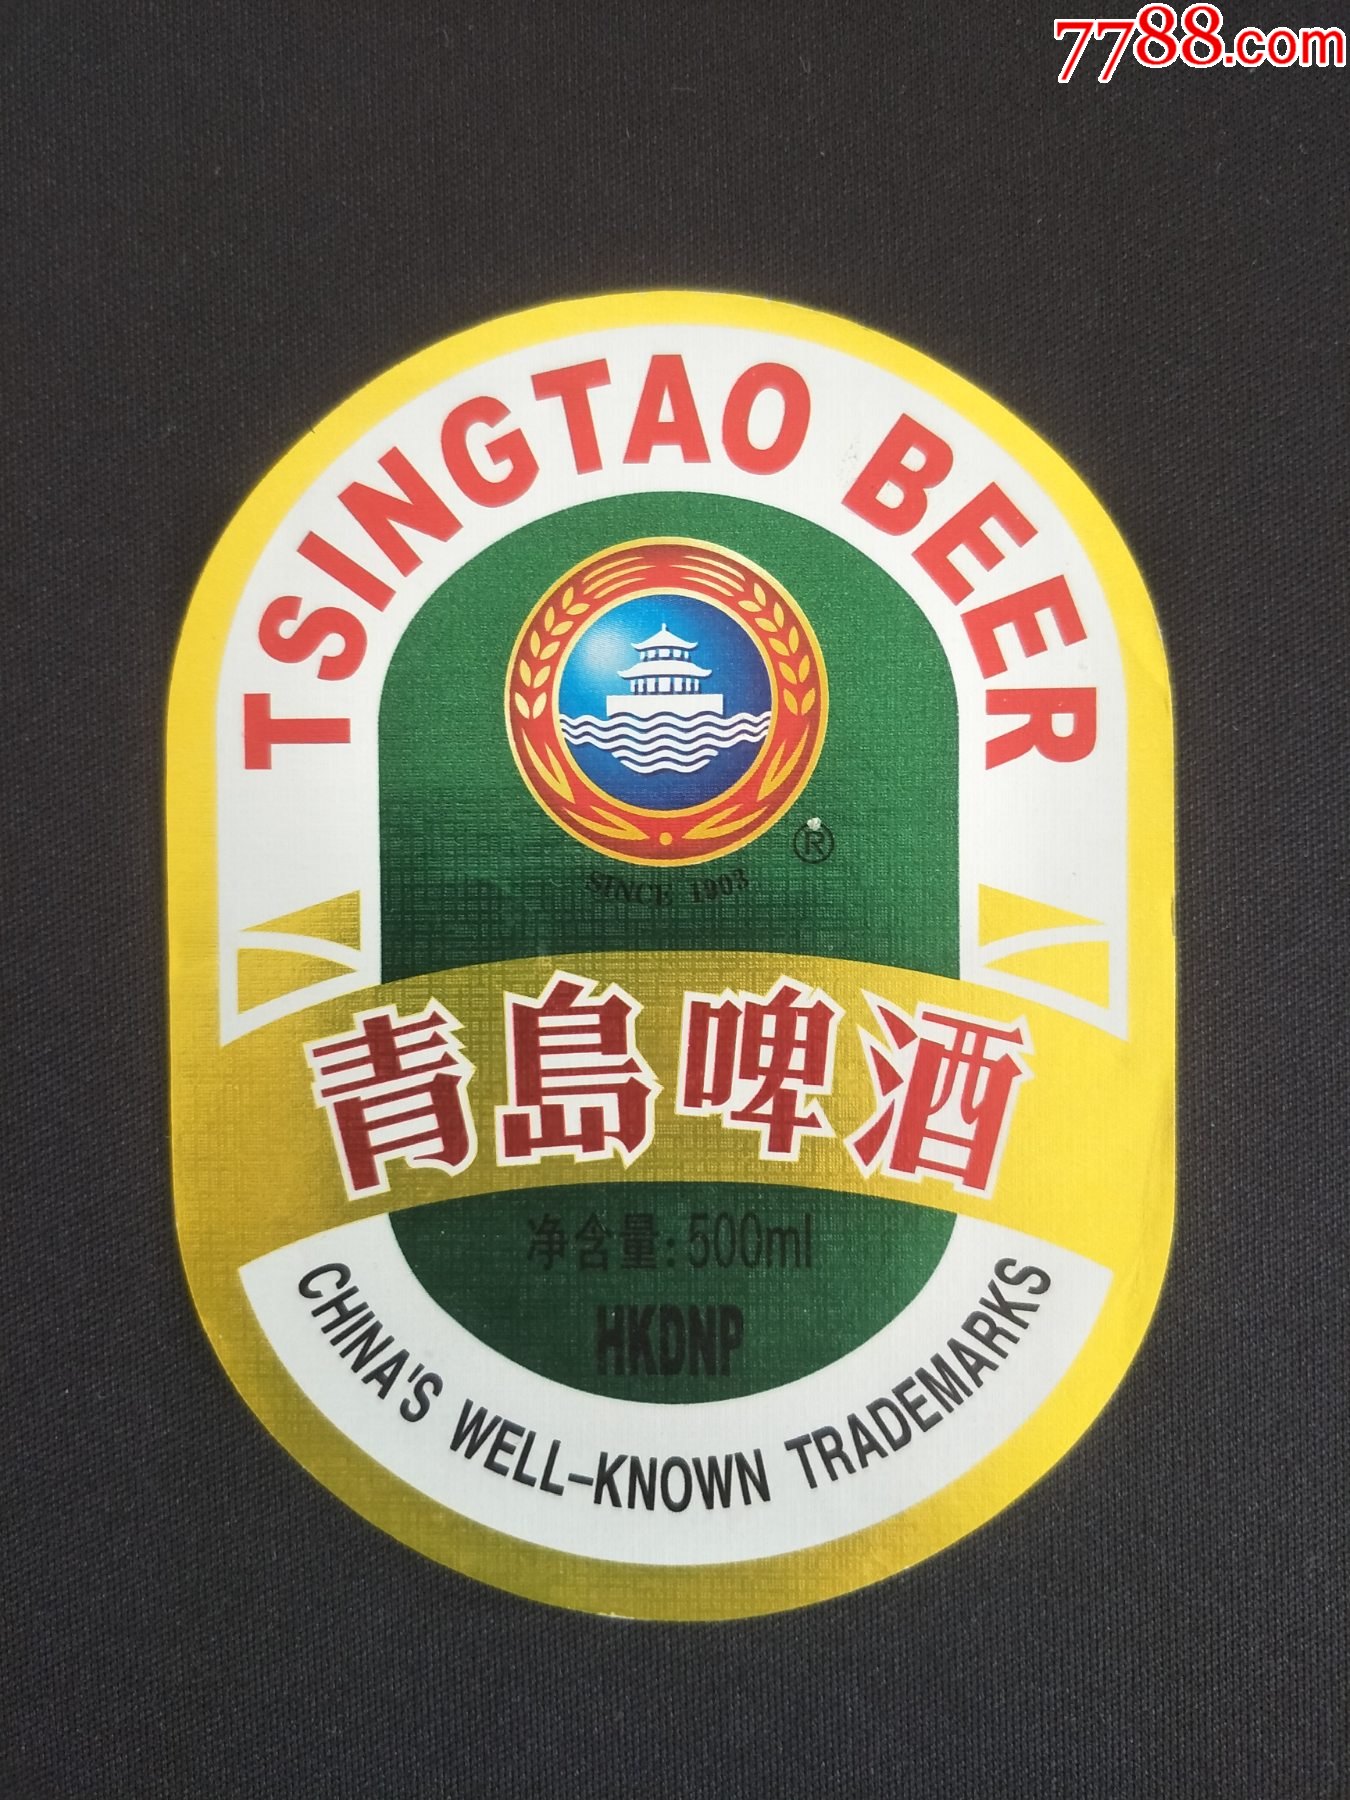 7788.com
TSINGTAO BEER
®
SINCE 1903
青島啤酒
净含量:500ml
HKDNP
CHINA'S WELL-KNOWN TRADEMARKS